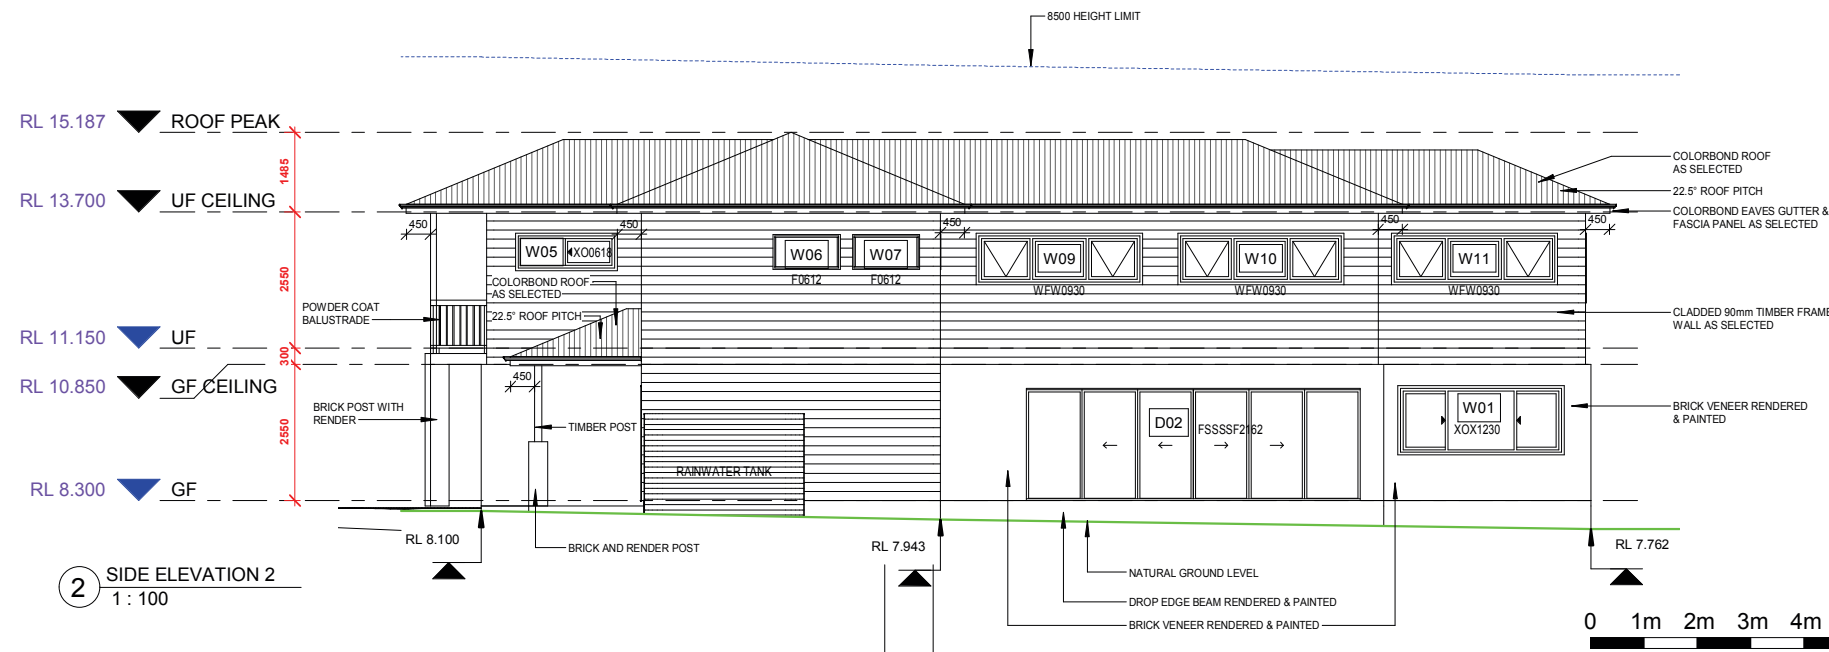 8500 HEIGHT LIMIT
RL 15.187 ROOF PEAK
1485
COLORBOND ROOF
AS SELECTED
22.5° ROOF PITCH
RL 13.700 UF CEILING
COLORBOND EAVES GUTTER &
FASCIA PANEL AS SELECTED
450 450 450 450 450
W05 XO0618 W06 W07 W09 W10 W11
F0612 F0612 WFW0930 WFW0930 WFW0930
2550
COLORBOND ROOF
AS SELECTED
22.5° ROOF PITCH
POWDER COAT
BALUSTRADE
CLADDED 90mm TIMBER FRAME
WALL AS SELECTED
RL 11.150 UF
300
RL 10.850 GF CEILING
450
BRICK POST WITH
RENDER
TIMBER POST
2550
D02 FSSSSF2162
W01
XOX1230
BRICK VENEER RENDERED
& PAINTED
RAINWATER TANK
RL 8.300 GF
RL 8.100
BRICK AND RENDER POST
RL 7.943
RL 7.762
NATURAL GROUND LEVEL
DROP EDGE BEAM RENDERED & PAINTED
BRICK VENEER RENDERED & PAINTED
2 SIDE ELEVATION 2
1 : 100
0 1m 2m 3m 4m